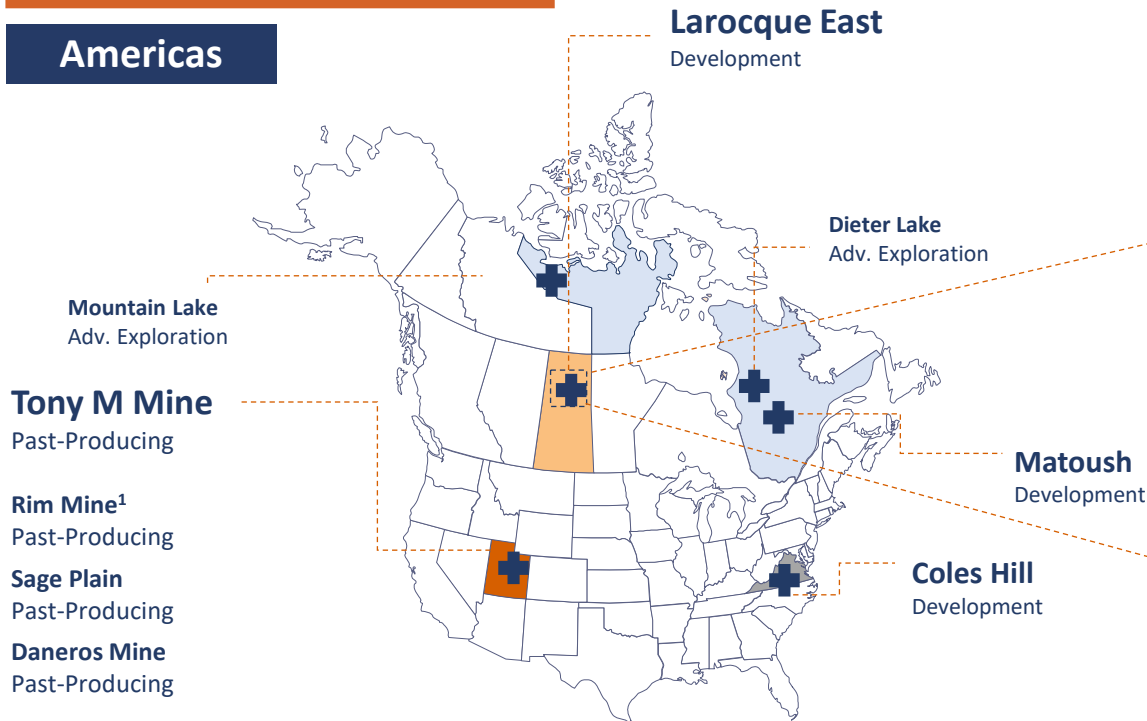 Americas
Larocque East
Development
Dieter Lake
Adv. Exploration
Mountain Lake
Adv. Exploration
Tony M Mine
Past-Producing
Rim Mine¹
Past-Producing
Sage Plain
Past-Producing
Daneros Mine
Past-Producing
Matoush
Development
Coles Hill
Development